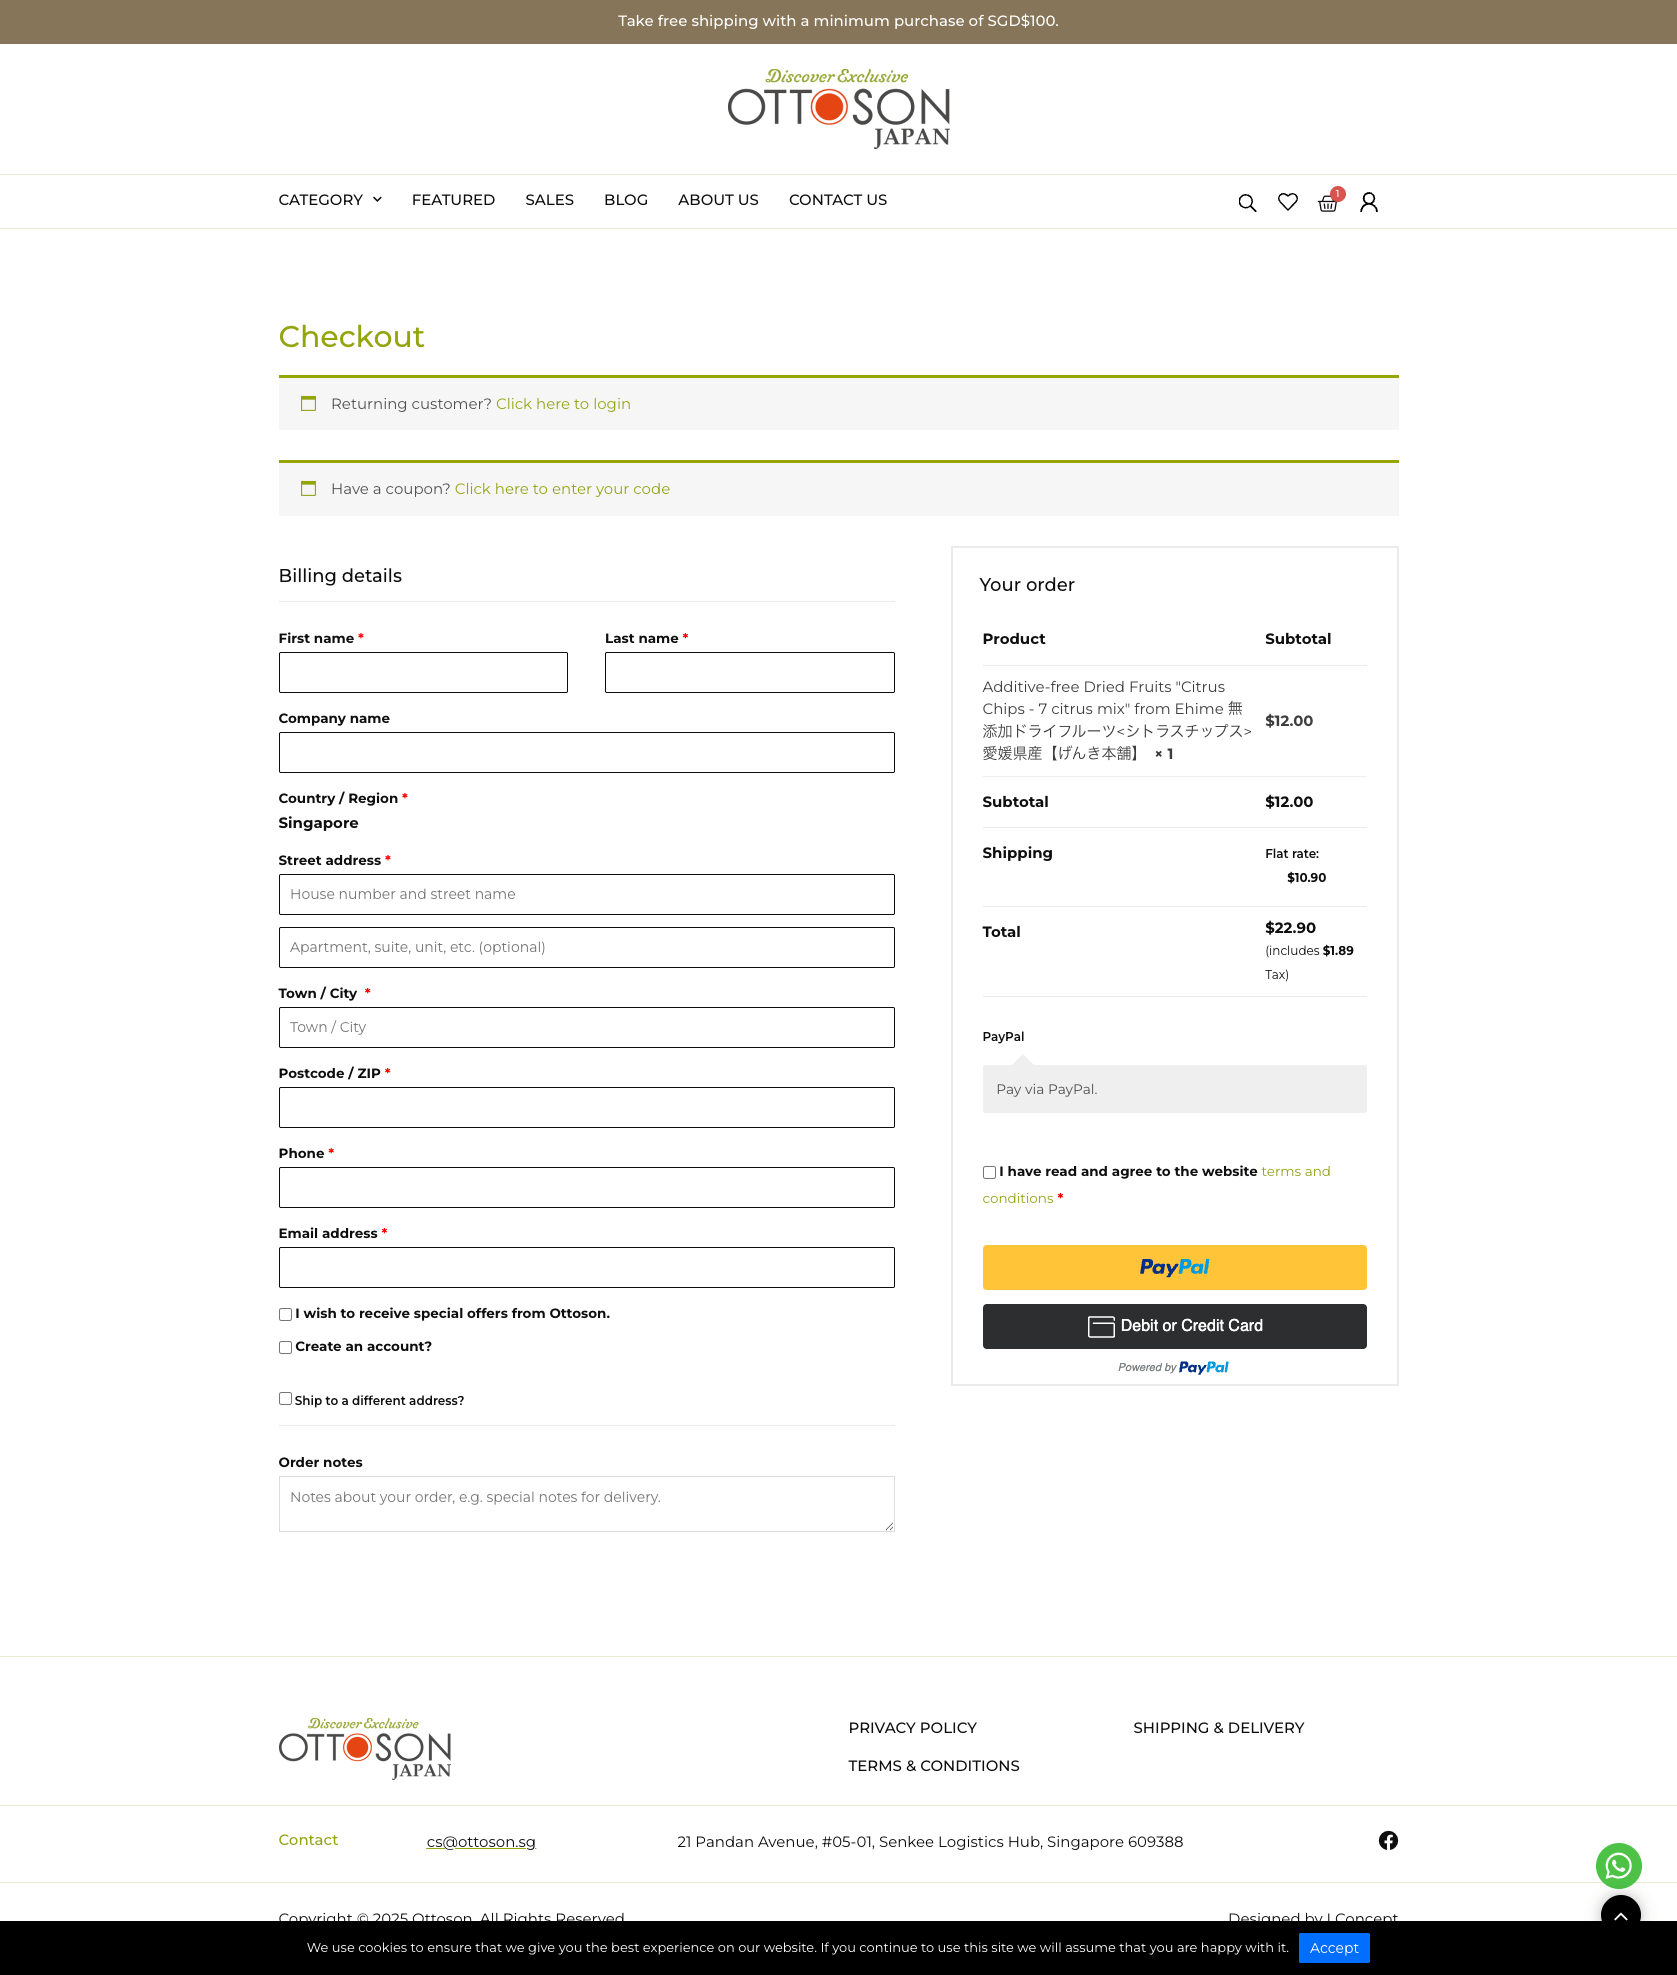 Take free shipping with a minimum purchase of SGD$100.
Discover Exclusive
OTTOSON
JAPAN
CATEGORY
FEATURED
SALES
BLOG
ABOUT US
CONTACT US
1
Checkout
Returning customer? Click here to login
Have a coupon? Click here to enter your code
Billing details
First name *
Last name *
Company name
Country / Region *
Singapore
Street address *
House number and street name
Apartment, suite, unit, etc. (optional)
Town / City *
Town / City
Postcode / ZIP *
Phone *
Email address *
I wish to receive special offers from Ottoson.
Create an account?
Ship to a different address?
Order notes
Notes about your order, e.g. special notes for delivery.
Your order
Product
Subtotal
Additive-free Dried Fruits "Citrus
Chips - 7 citrus mix" from Ehime 無
添加ドライフルーツ<シトラスチップス>
愛媛県産【げんき本舗】 × 1
$12.00
Subtotal
$12.00
Shipping
Flat rate:
$10.90
Total
$22.90
(includes $1.89
Tax)
PayPal
Pay via PayPal.
I have read and agree to the website terms and
conditions *
PayPal
Debit or Credit Card
Powered by PayPal
Discover Exclusive
OTTOSON
JAPAN
PRIVACY POLICY
SHIPPING & DELIVERY
TERMS & CONDITIONS
Contact
cs@ottoson.sg
21 Pandan Avenue, #05-01, Senkee Logistics Hub, Singapore 609388
Copyright © 2025 Ottoson. All Rights Reserved
Designed by I Concept
We use cookies to ensure that we give you the best experience on our website. If you continue to use this site we will assume that you are happy with it.
Accept